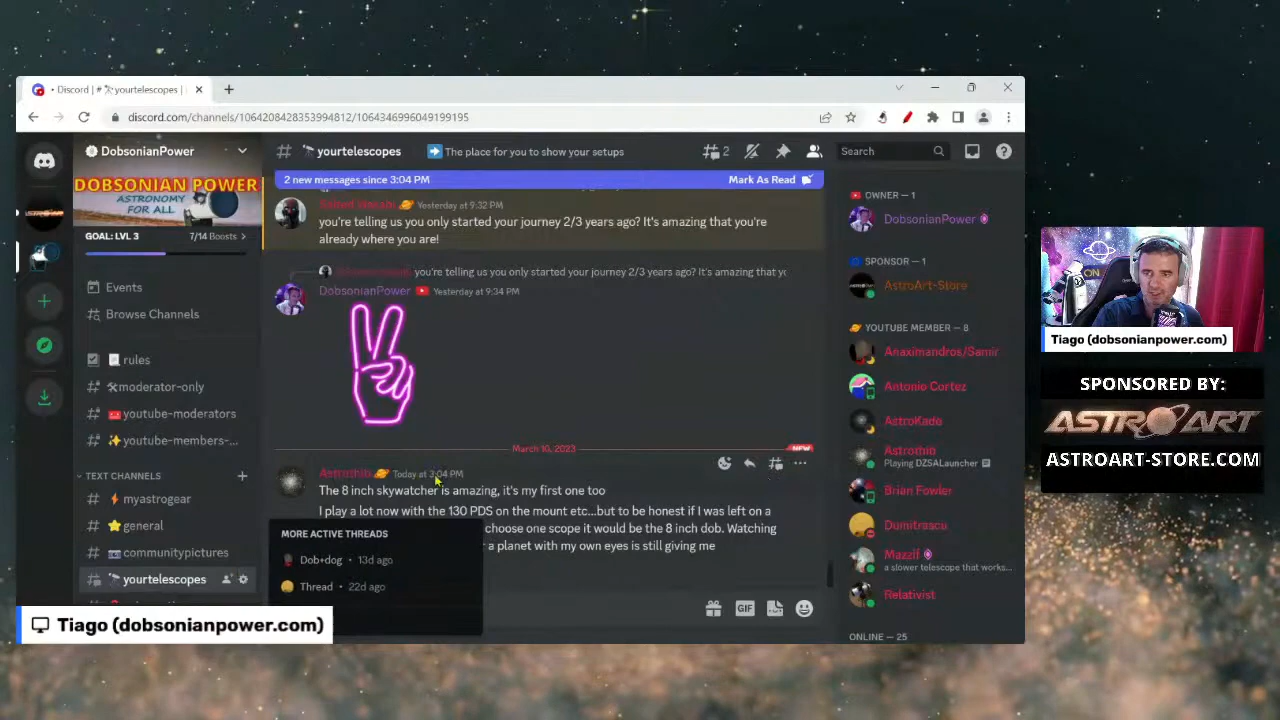 Discord | # yourtelescopes |
discord.com/channels/1064208428353994812/1064346996049199195
DobsonianPower
DOBSONIAN POWER
ASTRONOMY
FOR ALL
GOAL: LVL 3
7/14 Boosts
Events
Browse Channels
rules
moderator-only
youtube-moderators
youtube-members-...
TEXT CHANNELS
myastrogear
general
communitypictures
yourtelescopes
yourtelescopes
The place for you to show your setups
2
Search
2 new messages since 3:04 PM
Mark As Read
Yesterday at 9:32 PM
you're telling us you only started your journey 2/3 years ago? It's amazing that you're
already where you are!
you're telling us you only started your journey 2/3 years ago? It's amazing that yo
DobsonianPower Yesterday at 9:34 PM
March 10, 2023
NEW
Astrothib Today at 3:04 PM
The 8 inch skywatcher is amazing, it's my first one too
I play a lot now with the 130 PDS on the mount etc...but to be honest if I was left on a
choose one scope it would be the 8 inch dob. Watching
r a planet with my own eyes is still giving me
MORE ACTIVE THREADS
Dob+dog • 13d ago
Thread • 22d ago
GIF
OWNER — 1
DobsonianPower
SPONSOR — 1
AstroArt-Store
YOUTUBE MEMBER — 8
Anaximandros/Samir
Antonio Cortez
AstroKade
Astrothib
Playing DZSALauncher
Brian Fowler
Dumitrascu
Mazzif
a slower telescope that works...
Relativist
ONLINE — 25
Tiago (dobsonianpower.com)
Tiago (dobsonianpower.com)
SPONSORED BY:
ASTROART
ASTROART-STORE.COM